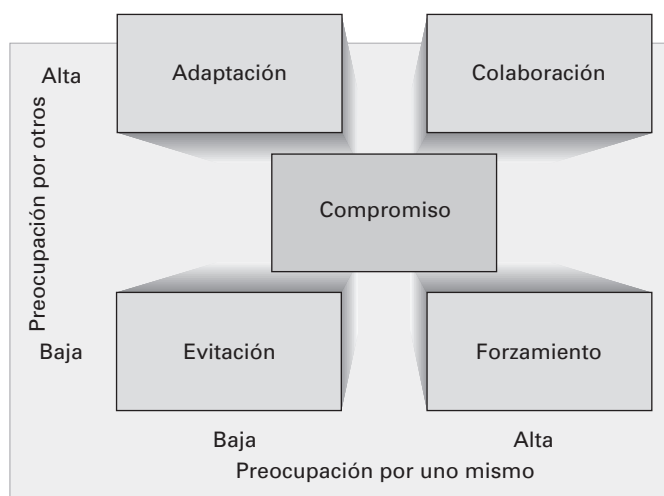 Alta
Adaptación
Colaboración
Preocupación por otros
Compromiso
Baja
Evitación
Forzamiento
Baja
Alta
Preocupación por uno mismo